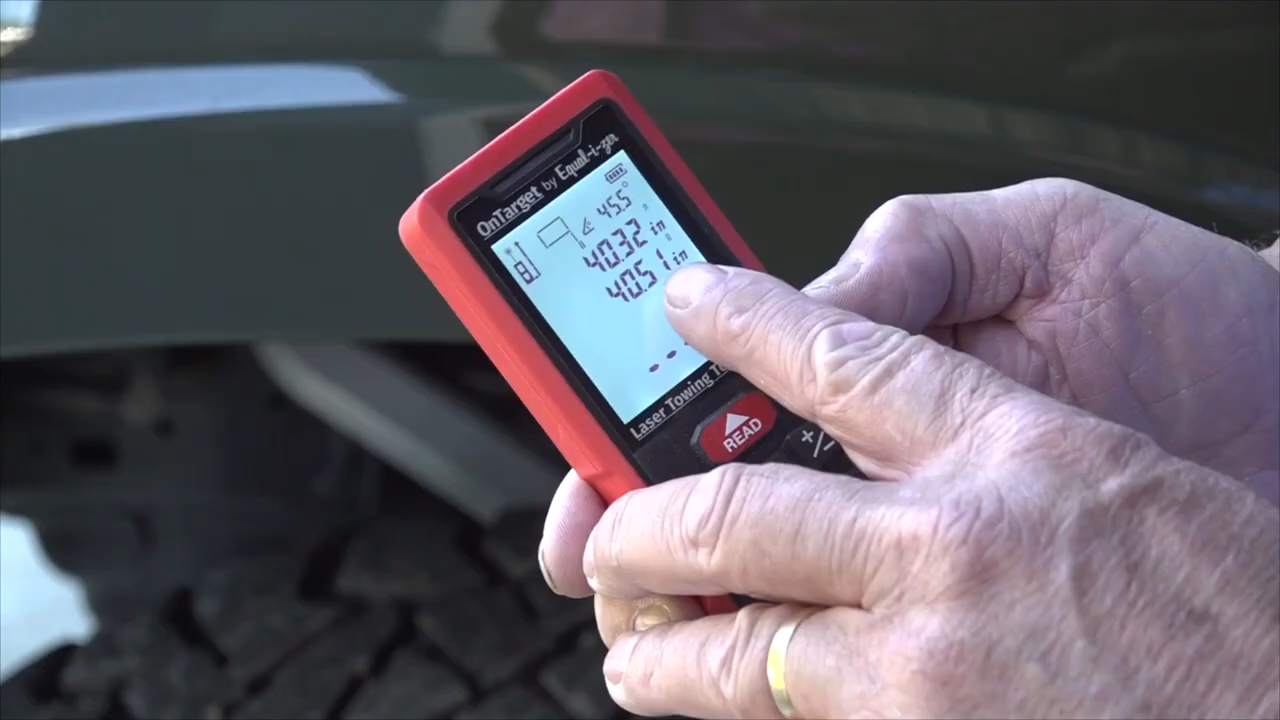 OnTarget by Equal-i-zer
45.5°
40.32 in
40.51 in
- -
Laser Towing
READ
+/-